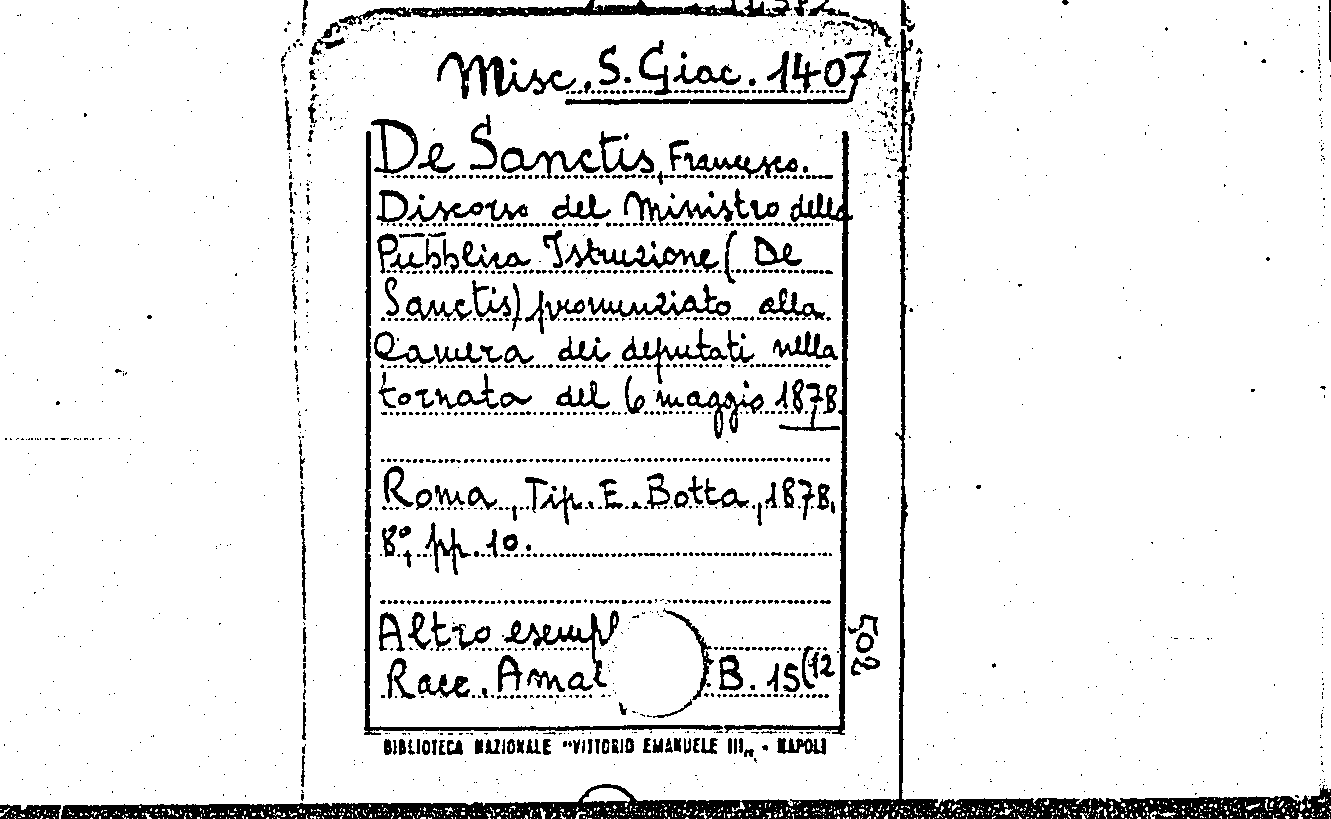 Misc. S. Giac. 1407
De Sanctis, Francesco.
Discorso del Ministro della
Pubblica Istruzione ( De
Sanctis) pronunziato alla
Camera dei deputati nella
tornata del 6 maggio 1878.
Roma, Tip. E. Botta, 1878,
8°, pp. 10.
Altro esempl
Racc. Amal B. 15(12
502
BIBLIOTECA NAZIONALE "VITTORIO EMANUELE III„ - NAPOLI